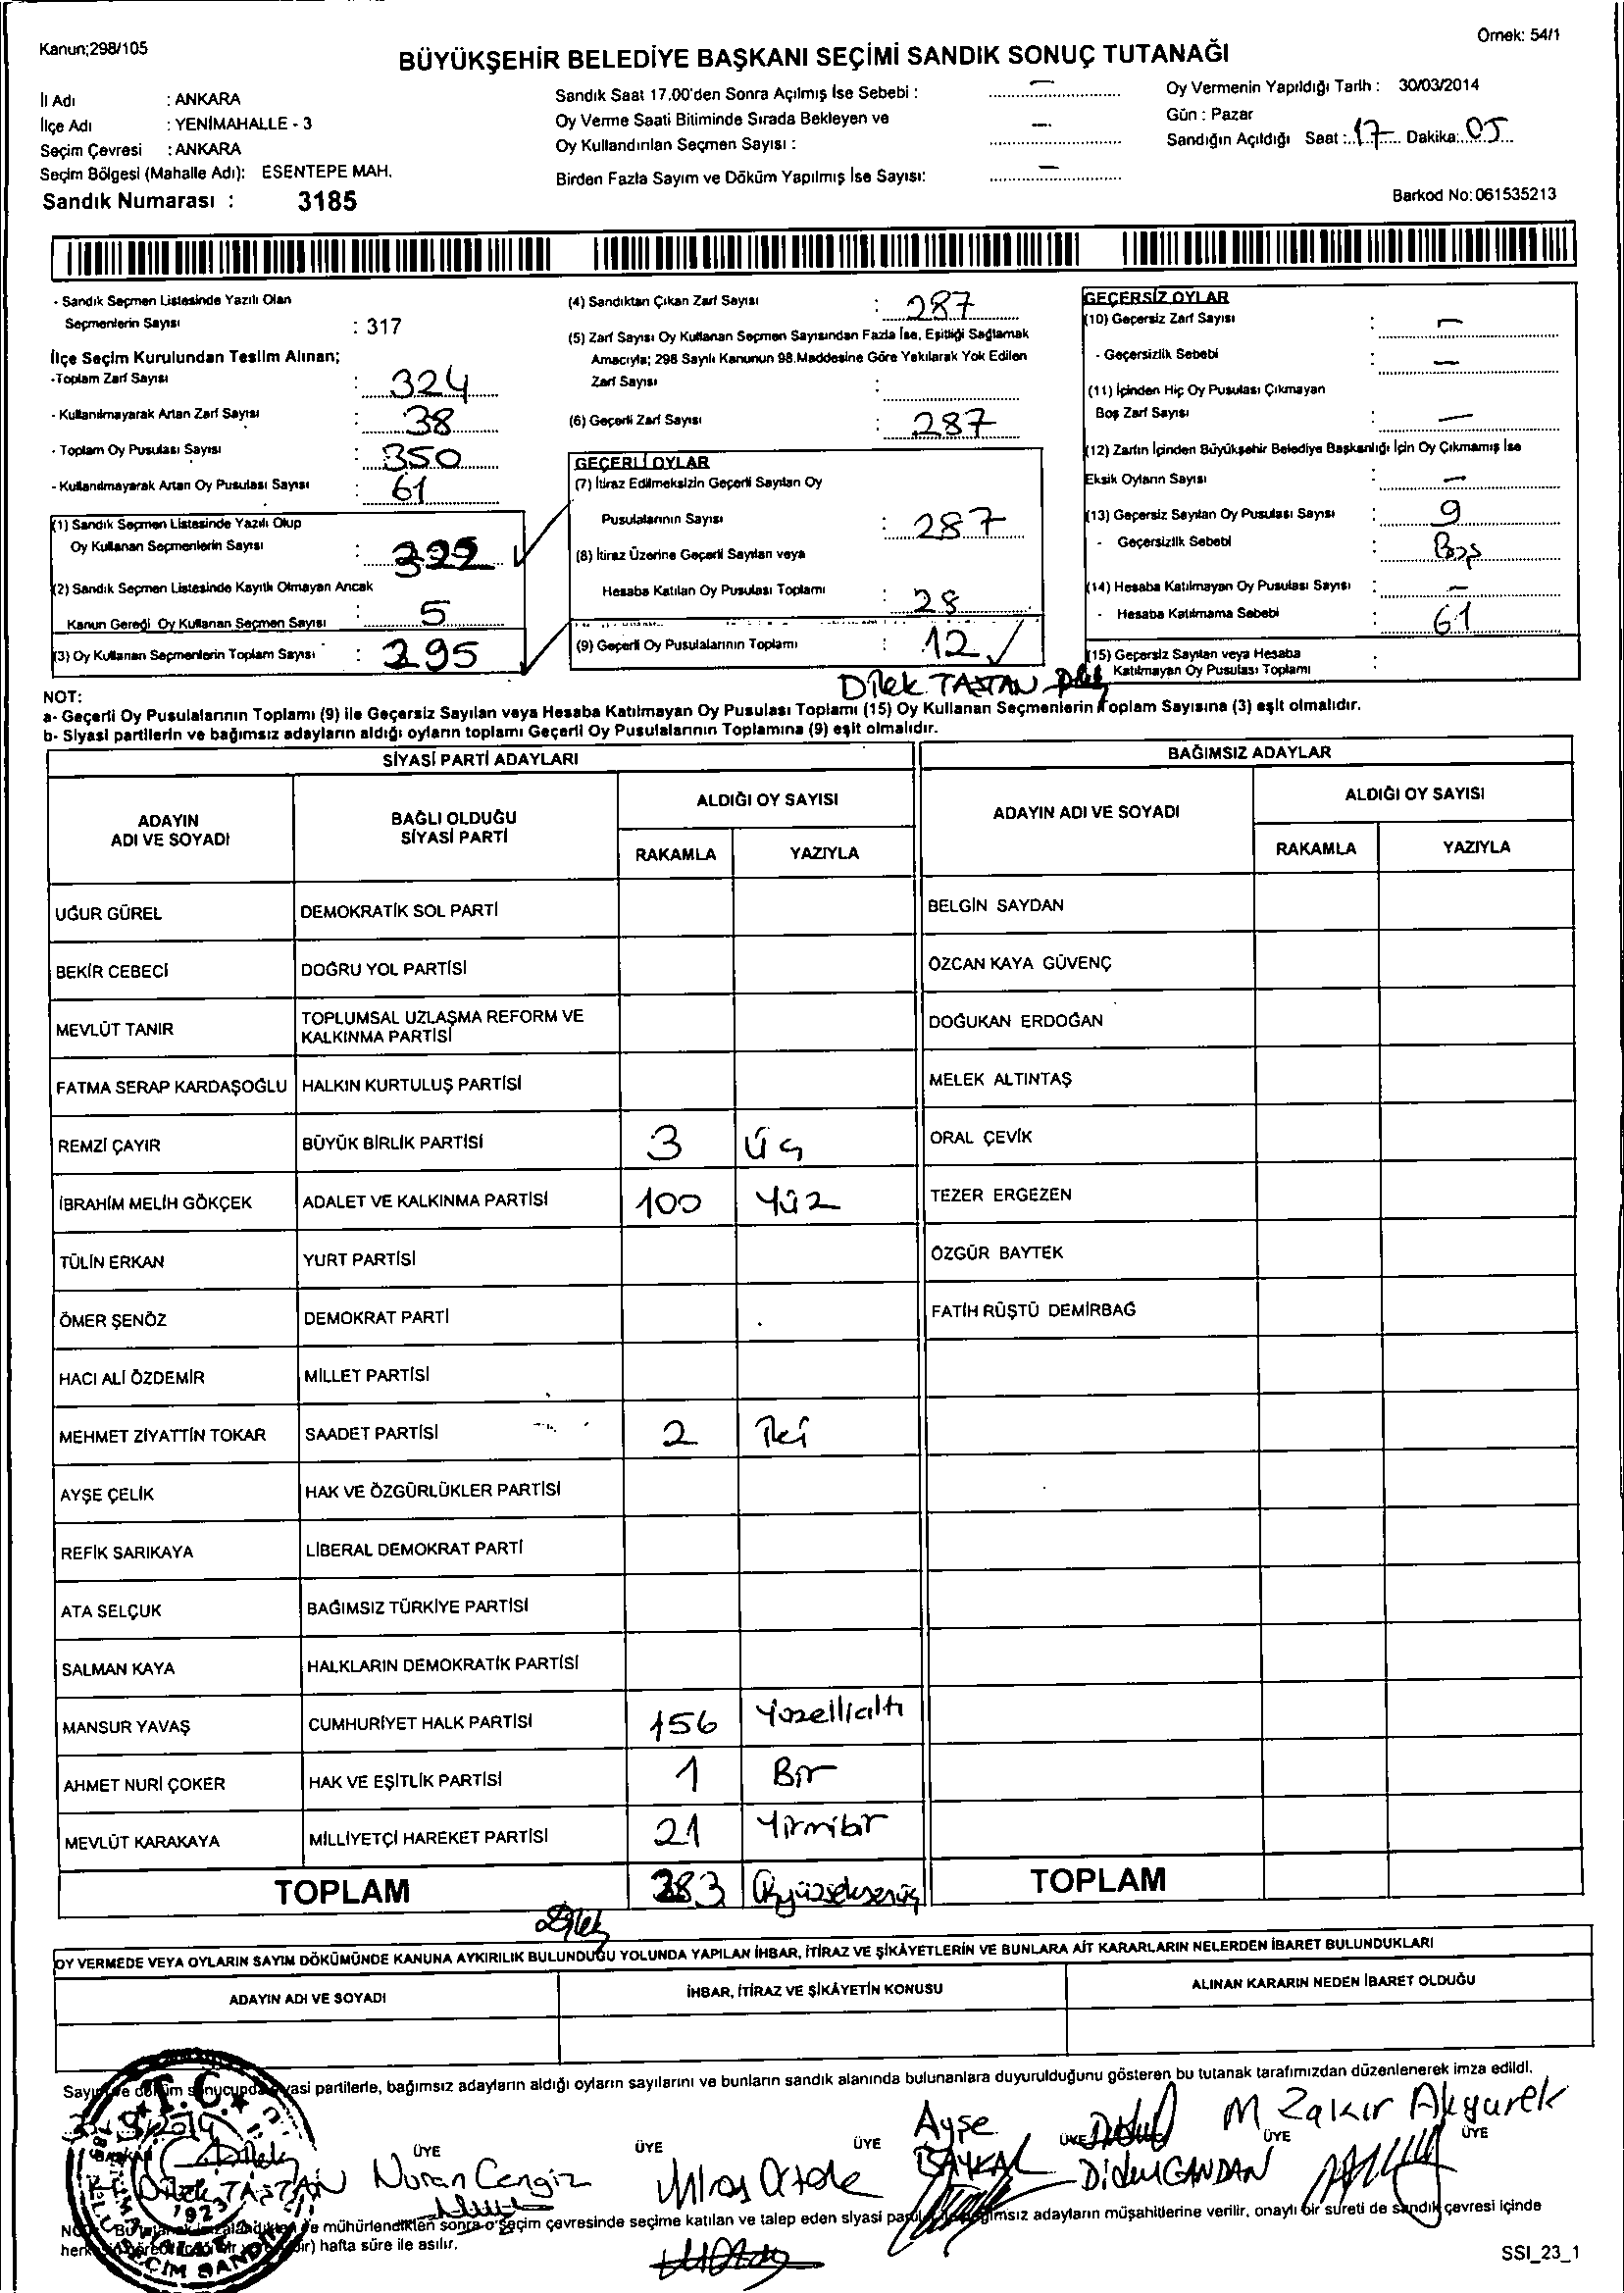 Kanun;298/105
Örnek: 54/1
BÜYÜKŞEHİR BELEDİYE BAŞKANI SEÇİMİ SANDIK SONUÇ TUTANAĞI
İl Adı : ANKARA
İlçe Adı : YENİMAHALLE - 3
Seçim Çevresi : ANKARA
Seçim Bölgesi (Mahalle Adı): ESENTEPE MAH.
Sandık Numarası : 3185
Sandık Saat 17.00'den Sonra Açılmış İse Sebebi : —
Oy Verme Saati Bitiminde Sırada Bekleyen ve
Oy Kullandırılan Seçmen Sayısı : —
Birden Fazla Sayım ve Döküm Yapılmış İse Sayısı: —
Oy Vermenin Yapıldığı Tarih : 30/03/2014
Gün : Pazar
Sandığın Açıldığı Saat : 17 Dakika: 05
Barkod No: 061535213
- Sandık Seçmen Listesinde Yazılı Olan
Seçmenlerin Sayısı : 317
İlçe Seçim Kurulundan Teslim Alınan;
-Toplam Zarf Sayısı : 324
- Kullanılmayarak Artan Zarf Sayısı : 38
- Toplam Oy Pusulası Sayısı : 350
- Kullanılmayarak Artan Oy Pusulası Sayısı : 61
(1) Sandık Seçmen Listesinde Yazılı Olup
Oy Kullanan Seçmenlerin Sayısı :
(2) Sandık Seçmen Listesinde Kayıtlı Olmayan Ancak
Kanun Gereği Oy Kullanan Seçmen Sayısı : 5
(3) Oy Kullanan Seçmenlerin Toplam Sayısı : 295
(4) Sandıktan Çıkan Zarf Sayısı : 287
(5) Zarf Sayısı Oy Kullanan Seçmen Sayısından Fazla İse, Eşitliği Sağlamak
Amacıyla; 298 Sayılı Kanunun 98.Maddesine Göre Yakılarak Yok Edilen
Zarf Sayısı :
(6) Geçerli Zarf Sayısı : 287
GEÇERLİ OYLAR
(7) İtiraz Edilmeksizin Geçerli Sayılan Oy
Pusulalarının Sayısı : 287
(8) İtiraz Üzerine Geçerli Sayılan veya
Hesaba Katılan Oy Pusulası Toplamı : 28
(9) Geçerli Oy Pusulalarının Toplamı : 12
GEÇERSİZ OYLAR
(10) Geçersiz Zarf Sayısı : —
- Geçersizlik Sebebi : —
(11) İçinden Hiç Oy Pusulası Çıkmayan
Boş Zarf Sayısı : —
(12) Zarfın İçinden Büyükşehir Belediye Başkanlığı İçin Oy Çıkmamış İse
Eksik Oyların Sayısı : —
(13) Geçersiz Sayılan Oy Pusulası Sayısı : 9
- Geçersizlik Sebebi : Boş
(14) Hesaba Katılmayan Oy Pusulası Sayısı : —
- Hesaba Katılmama Sebebi : 61
(15) Geçersiz Sayılan veya Hesaba
Katılmayan Oy Pusulası Toplamı :
Dilek TAŞTAN
NOT:
a- Geçerli Oy Pusulalarının Toplamı (9) ile Geçersiz Sayılan veya Hesaba Katılmayan Oy Pusulası Toplamı (15) Oy Kullanan Seçmenlerin Toplam Sayısına (3) eşit olmalıdır.
b- Siyasi partilerin ve bağımsız adayların aldığı oyların toplamı Geçerli Oy Pusulalarının Toplamına (9) eşit olmalıdır.
SİYASİ PARTİ ADAYLARI
ADAYIN ADI VE SOYADI
BAĞLI OLDUĞU SİYASİ PARTİ
ALDIĞI OY SAYISI
RAKAMLA YAZIYLA
UĞUR GÜREL DEMOKRATİK SOL PARTİ
BEKİR CEBECİ DOĞRU YOL PARTİSİ
MEVLÜT TANIR TOPLUMSAL UZLAŞMA REFORM VE KALKINMA PARTİSİ
FATMA SERAP KARDAŞOĞLU HALKIN KURTULUŞ PARTİSİ
REMZİ ÇAYIR BÜYÜK BİRLİK PARTİSİ 3 Üç
İBRAHİM MELİH GÖKÇEK ADALET VE KALKINMA PARTİSİ 100 Yüz
TÜLİN ERKAN YURT PARTİSİ
ÖMER ŞENÖZ DEMOKRAT PARTİ
HACI ALİ ÖZDEMİR MİLLET PARTİSİ
MEHMET ZİYATTİN TOKAR SAADET PARTİSİ 2 İki
AYŞE ÇELİK HAK VE ÖZGÜRLÜKLER PARTİSİ
REFİK SARIKAYA LİBERAL DEMOKRAT PARTİ
ATA SELÇUK BAĞIMSIZ TÜRKİYE PARTİSİ
SALMAN KAYA HALKLARIN DEMOKRATİK PARTİSİ
MANSUR YAVAŞ CUMHURİYET HALK PARTİSİ 156 Yüzellialtı
AHMET NURİ ÇOKER HAK VE EŞİTLİK PARTİSİ 1 Bir
MEVLÜT KARAKAYA MİLLİYETÇİ HAREKET PARTİSİ 21 Yirmibir
TOPLAM 283
BAĞIMSIZ ADAYLAR
ADAYIN ADI VE SOYADI
ALDIĞI OY SAYISI
RAKAMLA YAZIYLA
BELGİN SAYDAN
ÖZCAN KAYA GÜVENÇ
DOĞUKAN ERDOĞAN
MELEK ALTINTAŞ
ORAL ÇEVİK
TEZER ERGEZEN
ÖZGÜR BAYTEK
FATİH RÜŞTÜ DEMİRBAĞ
TOPLAM
Dilek
OY VERMEDE VEYA OYLARIN SAYIM DÖKÜMÜNDE KANUNA AYKIRILIK BULUNDUĞU YOLUNDA YAPILAN İHBAR, İTİRAZ VE ŞİKÂYETLERİN VE BUNLARA AİT KARARLARIN NELERDEN İBARET BULUNDUKLARI
ADAYIN ADI VE SOYADI İHBAR, İTİRAZ VE ŞİKÂYETİN KONUSU ALINAN KARARIN NEDEN İBARET OLDUĞU
Sayım ve döküm sonucunda siyasi partilerle, bağımsız adayların aldığı oyların sayılarını ve bunların sandık alanında bulunanlara duyurulduğunu gösteren bu tutanak tarafımızdan düzenlenerek imza edildi.
T.C.
BAŞKAN ÜYE ÜYE ÜYE ÜYE ÜYE ÜYE
Dilek TAŞTAN
Nuran Cengiz
Ayşe BAYKAL
Didem CANDAN
M Zakir Akyürek
1923
NOT: Bu tutanak imzalandıktan ve mühürlendikten sonra o seçim çevresinde seçime katılan ve talep eden siyasi parti bağımsız adayların müşahitlerine verilir, onaylı bir sureti de sandık çevresi içinde
hafta süre ile asılır.
SSI_23_1